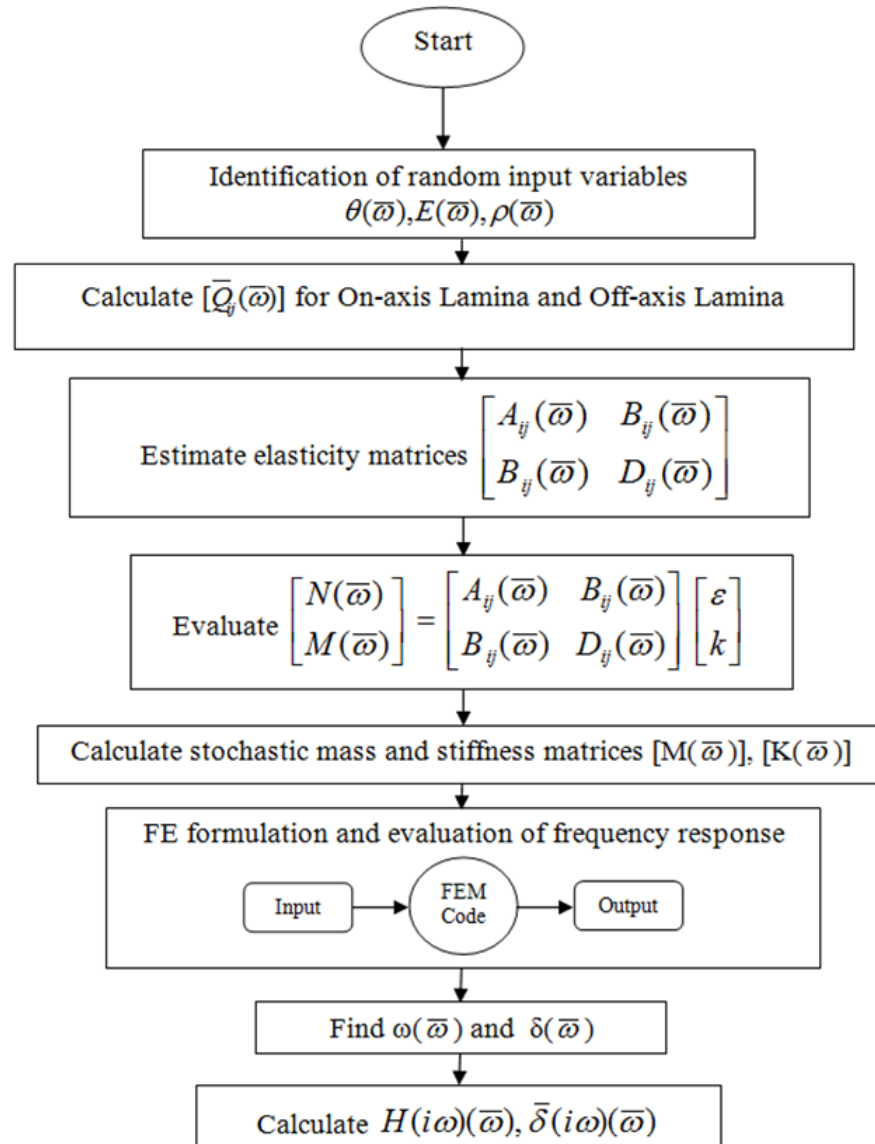 Start
Identification of random input variables
θ(ω̅),E(ω̅),ρ(ω̅)
Calculate [Q̅ij(ω̅)] for On-axis Lamina and Off-axis Lamina
Estimate elasticity matrices [Aij(ω̅) Bij(ω̅)
Bij(ω̅) Dij(ω̅)]
Evaluate [N(ω̅) M(ω̅)] = [Aij(ω̅) Bij(ω̅)
Bij(ω̅) Dij(ω̅)] [ε k]
Calculate stochastic mass and stiffness matrices [M(ω̅)], [K(ω̅)]
FE formulation and evaluation of frequency response
Input
FEM
Code
Output
Find ω(ω̅) and δ(ω̅)
Calculate H(iω)(ω̅), δ̅(iω)(ω̅)